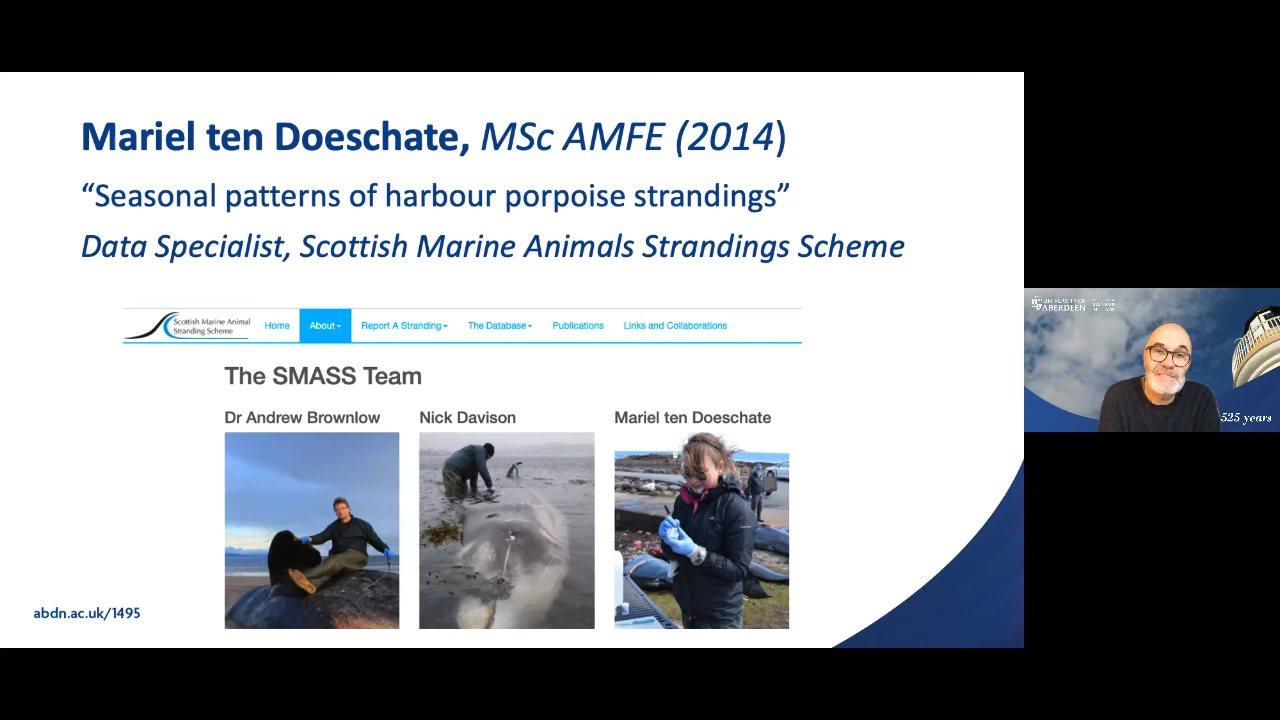 Mariel ten Doeschate, MSc AMFE (2014)
“Seasonal patterns of harbour porpoise strandings”
Data Specialist, Scottish Marine Animals Strandings Scheme
Scottish Marine Animal
Stranding Scheme
Home About Report A Stranding The Database Publications Links and Collaborations
The SMASS Team
Dr Andrew Brownlow Nick Davison Mariel ten Doeschate
abdn.ac.uk/1495
UNIVERSITY OF
ABERDEEN
525 years